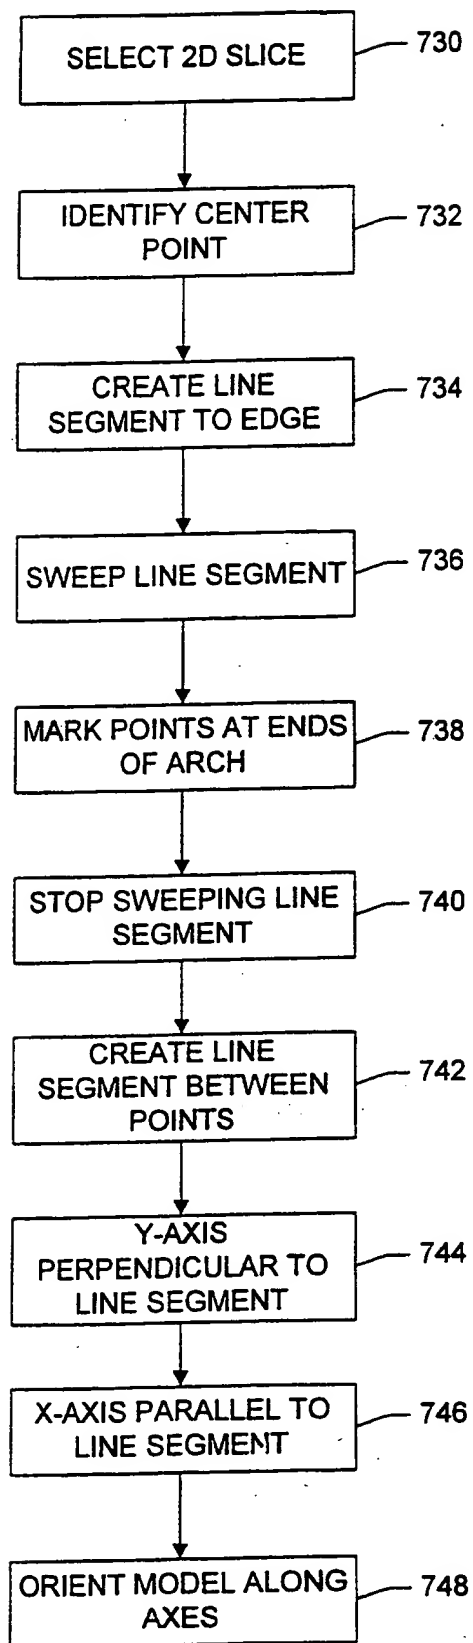 SELECT 2D SLICE
730
IDENTIFY CENTER
POINT
732
CREATE LINE
SEGMENT TO EDGE
734
SWEEP LINE SEGMENT
736
MARK POINTS AT ENDS
OF ARCH
738
STOP SWEEPING LINE
SEGMENT
740
CREATE LINE
SEGMENT BETWEEN
POINTS
742
Y-AXIS
PERPENDICULAR TO
LINE SEGMENT
744
X-AXIS PARALLEL TO
LINE SEGMENT
746
ORIENT MODEL ALONG
AXES
748